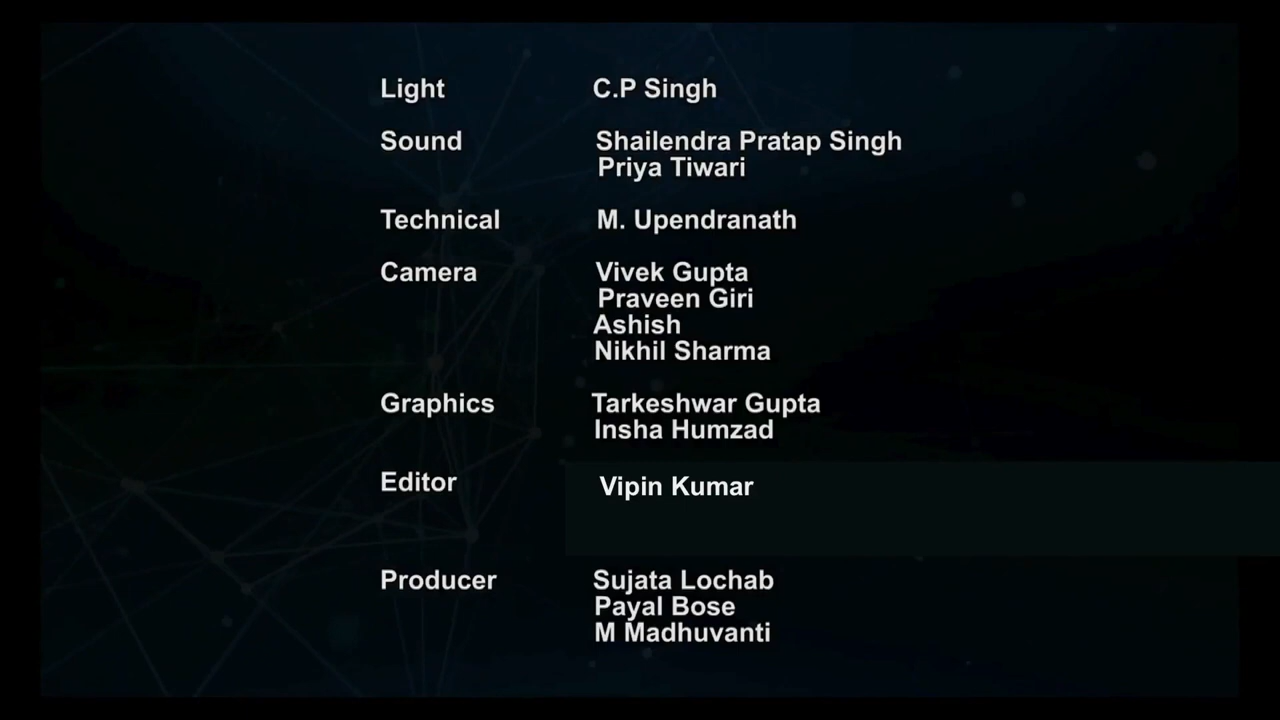 Light C.P Singh
Sound Shailendra Pratap Singh
Priya Tiwari
Technical M. Upendranath
Camera Vivek Gupta
Praveen Giri
Ashish
Nikhil Sharma
Graphics Tarkeshwar Gupta
Insha Humzad
Editor Vipin Kumar
Producer Sujata Lochab
Payal Bose
M Madhuvanti